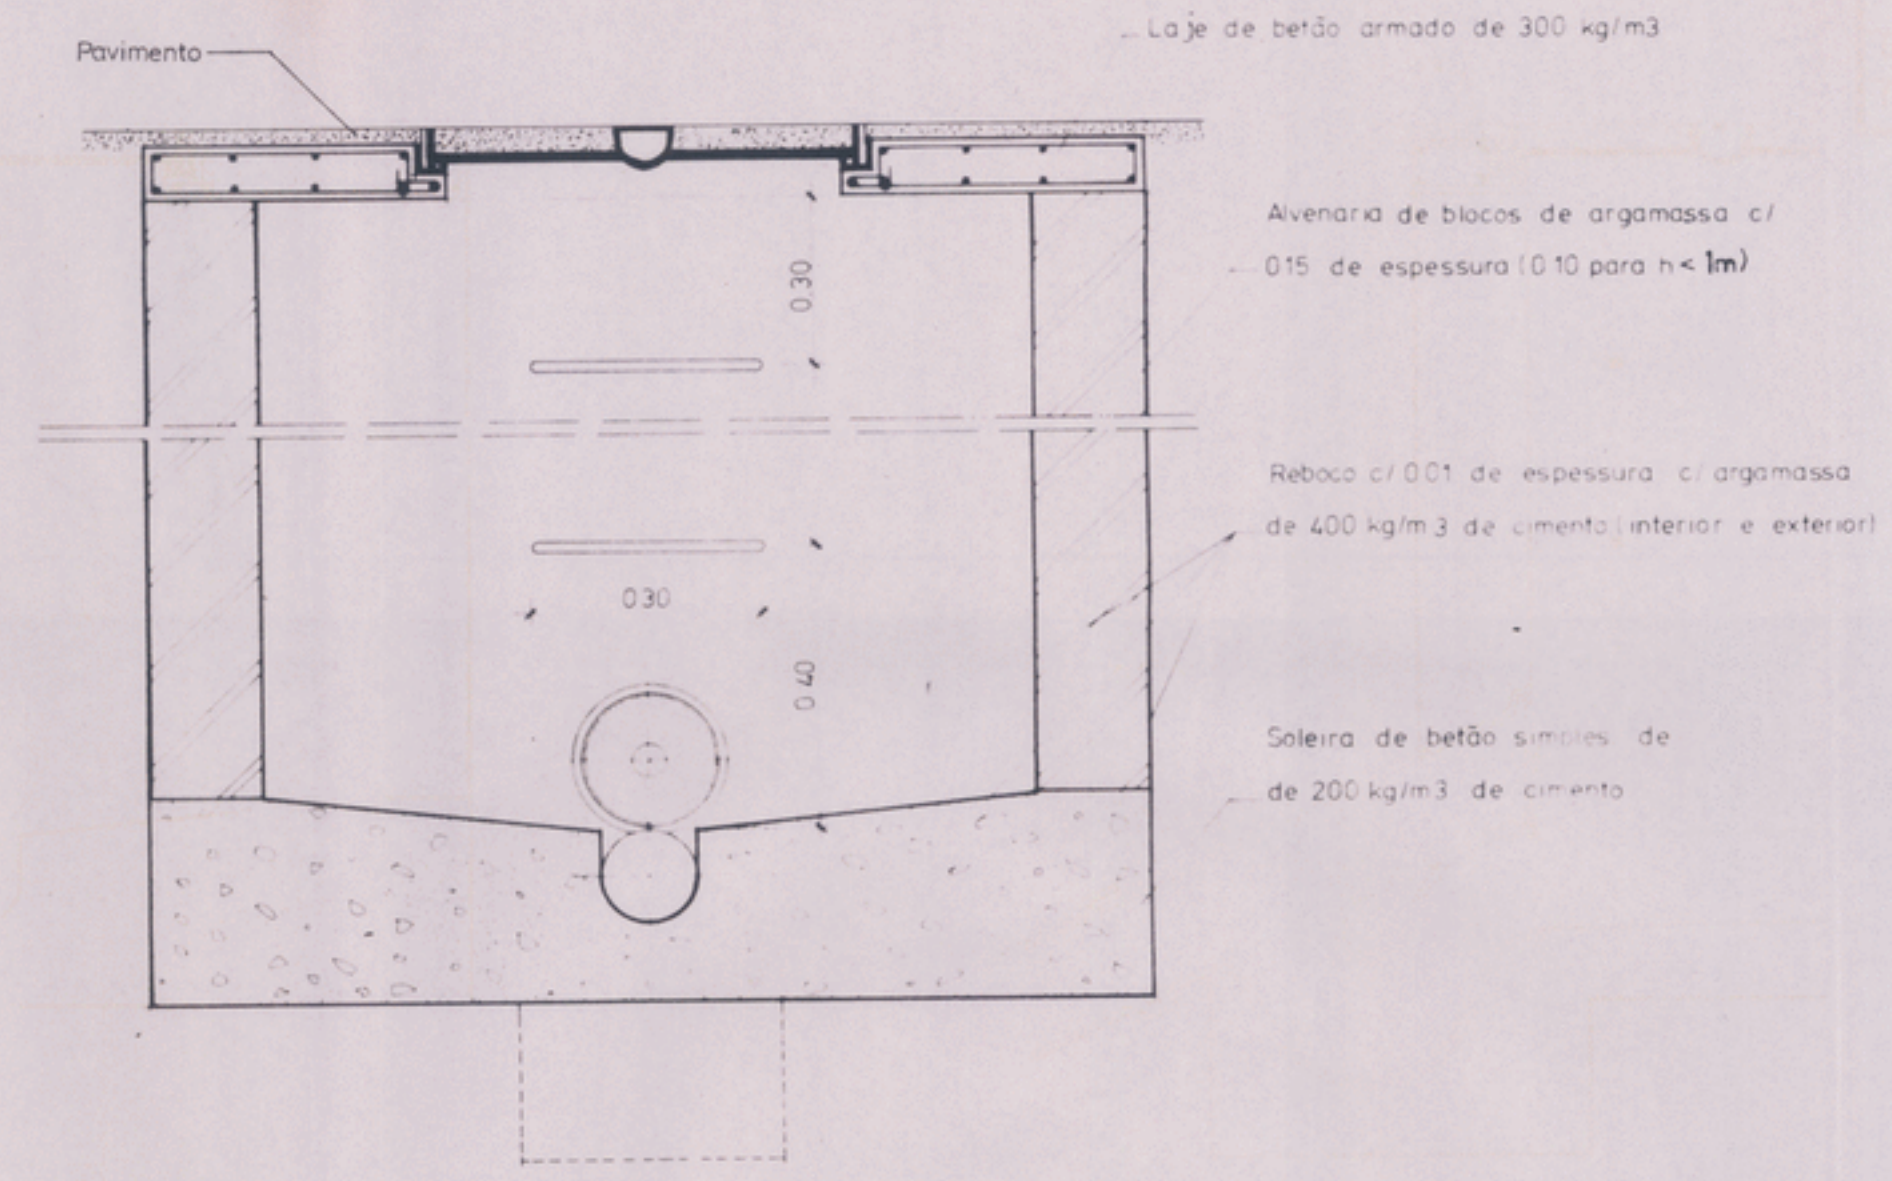 Laje de betão armado de 300 kg/m3
Pavimento
Alvenaria de blocos de argamassa c/
015 de espessura (0 10 para h < 1m)
0.30
Reboco c/ 0 01 de espessura c/ argamassa
de 400 kg/m 3 de cimento (interior e exterior)
0 30
0 40
Soleira de betão simples de
de 200 kg/m3 de cimento